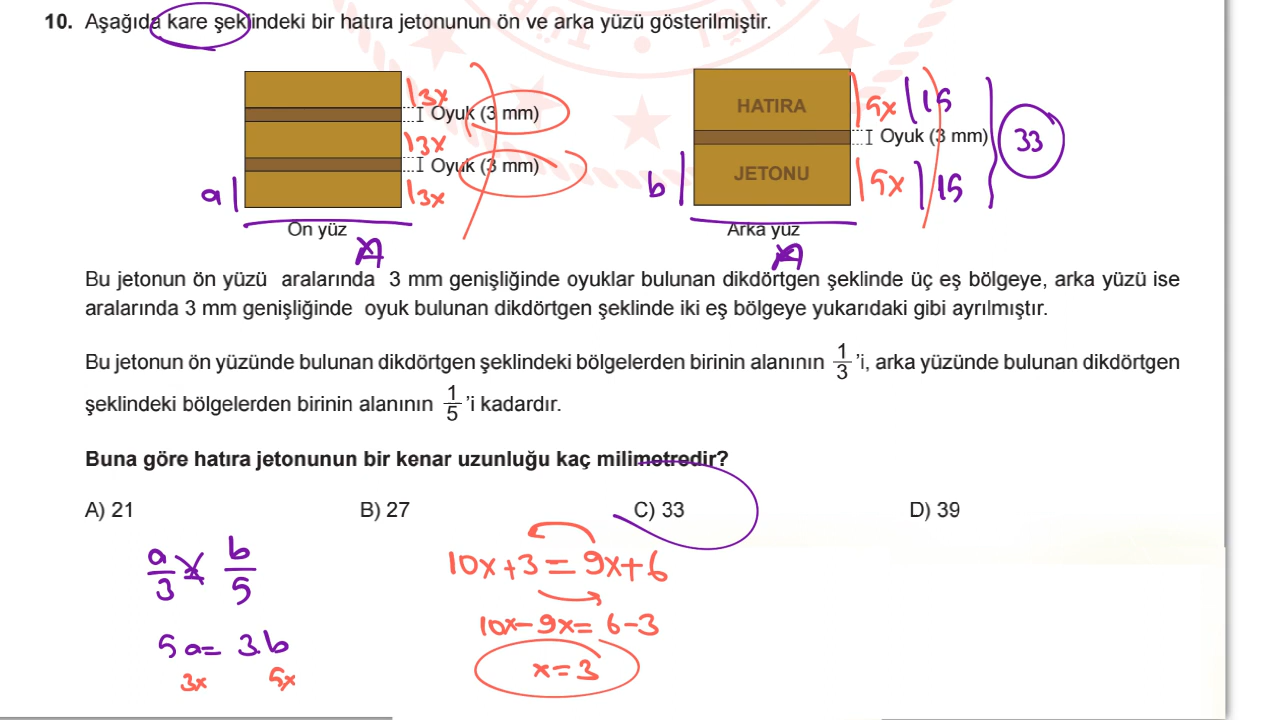 10. Aşağıda kare şeklindeki bir hatıra jetonunun ön ve arka yüzü gösterilmiştir.
3x
Oyuk (3 mm)
3x
Oyuk (3 mm)
a
3x
Ön yüz
A
HATIRA
5x
15
Oyuk (3 mm)
33
b
JETONU
5x
15
Arka yüz
A
Bu jetonun ön yüzü aralarında 3 mm genişliğinde oyuklar bulunan dikdörtgen şeklinde üç eş bölgeye, arka yüzü ise
aralarında 3 mm genişliğinde oyuk bulunan dikdörtgen şeklinde iki eş bölgeye yukarıdaki gibi ayrılmıştır.
Bu jetonun ön yüzünde bulunan dikdörtgen şeklindeki bölgelerden birinin alanının 1/3 'i, arka yüzünde bulunan dikdörtgen
şeklindeki bölgelerden birinin alanının 1/5 'i kadardır.
Buna göre hatıra jetonunun bir kenar uzunluğu kaç milimetredir?
A) 21 B) 27 C) 33 D) 39
a/3 = b/5
5a = 3.b
3x 5x
10x+3 = 9x+6
10x-9x= 6-3
x=3